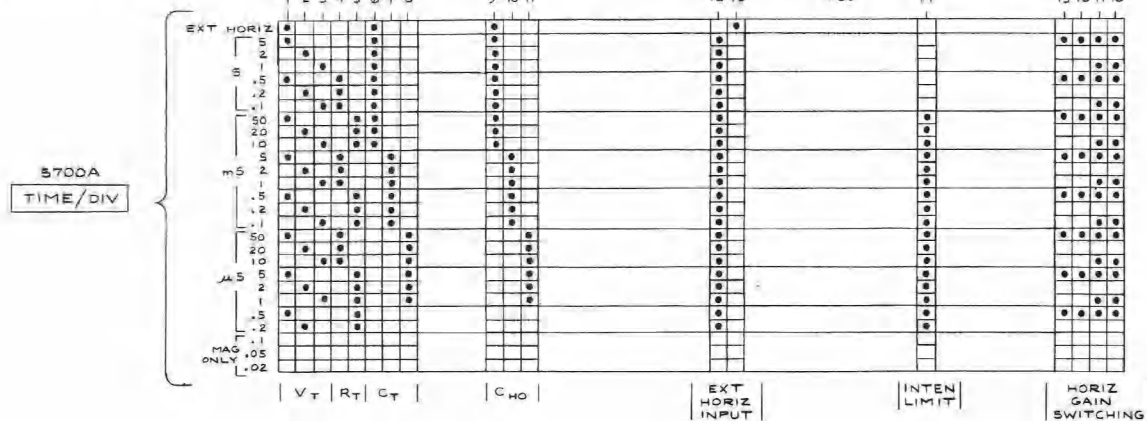 EXT HORIZ
5
2
S 1
.5
.2
.1
50
20
10
5
mS 2
1
.5
.2
.1
50
20
10
µS 5
2
1
.5
.2
.1
MAG ONLY .05
.02
5700A
TIME/DIV
VT RT CT CHO
EXT
HORIZ
INPUT
INTEN
LIMIT
HORIZ
GAIN
SWITCHING